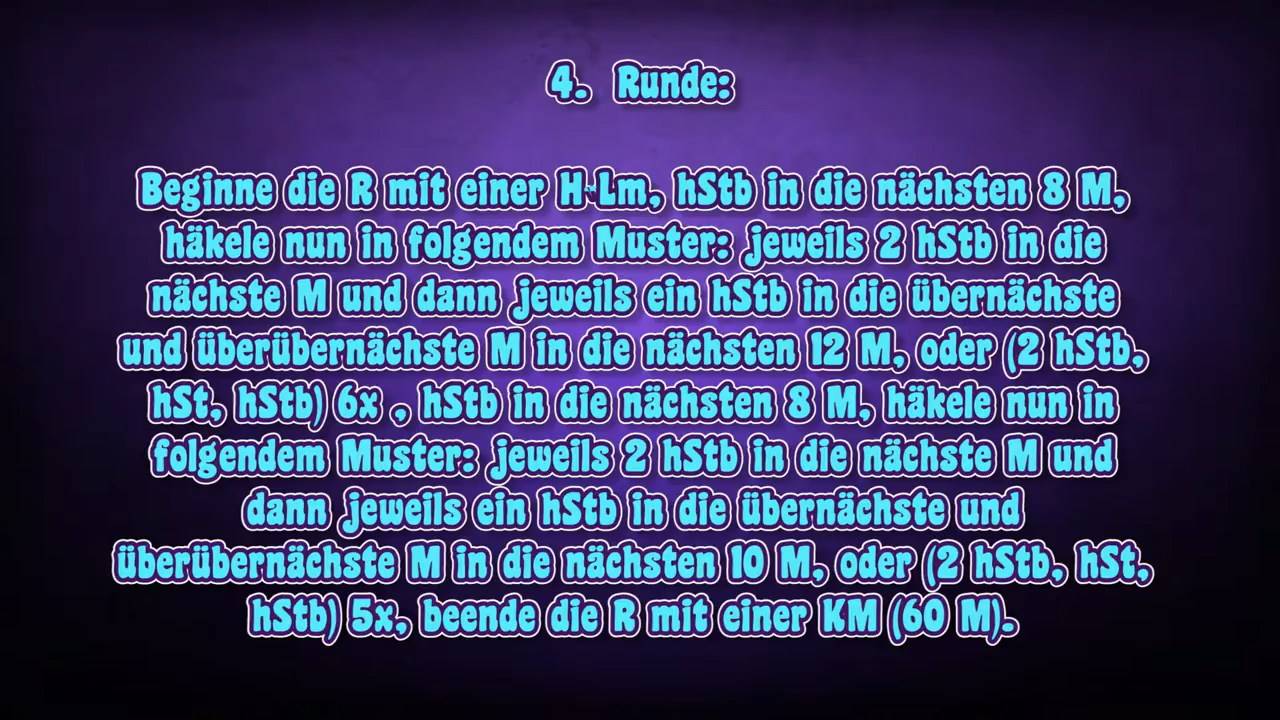 4. Runde:
Beginne die R mit einer H-Lm, hStb in die nächsten 8 M,
häkele nun in folgendem Muster: jeweils 2 hStb in die
nächste M und dann jeweils ein hStb in die übernächste
und überübernächste M in die nächsten 12 M, oder (2 hStb,
hSt, hStb) 6x , hStb in die nächsten 8 M, häkele nun in
folgendem Muster: jeweils 2 hStb in die nächste M und
dann jeweils ein hStb in die übernächste und
überübernächste M in die nächsten 10 M, oder (2 hStb, hSt,
hStb) 5x, beende die R mit einer KM (60 M).